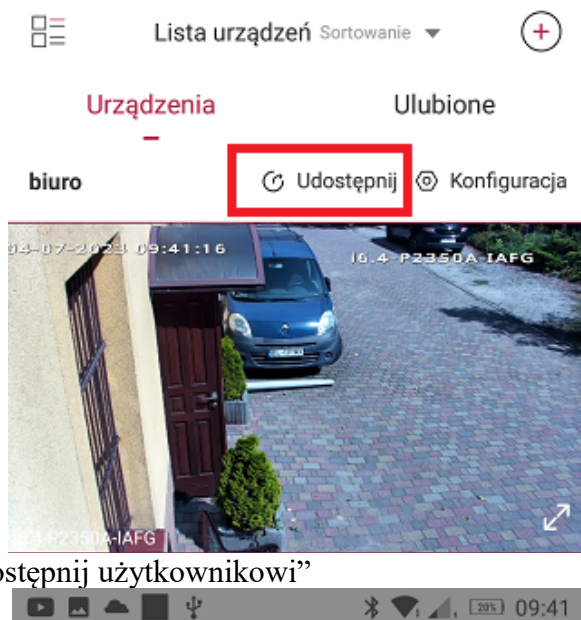 Lista urządzeń Sortowanie
Urządzenia Ulubione
biuro Udostępnij Konfiguracja
04-07-2023 09:41:16 i6.4-P2350A-IAFG
P2350A-IAFG
ostępnij użytkownikowi”
20% 09:41